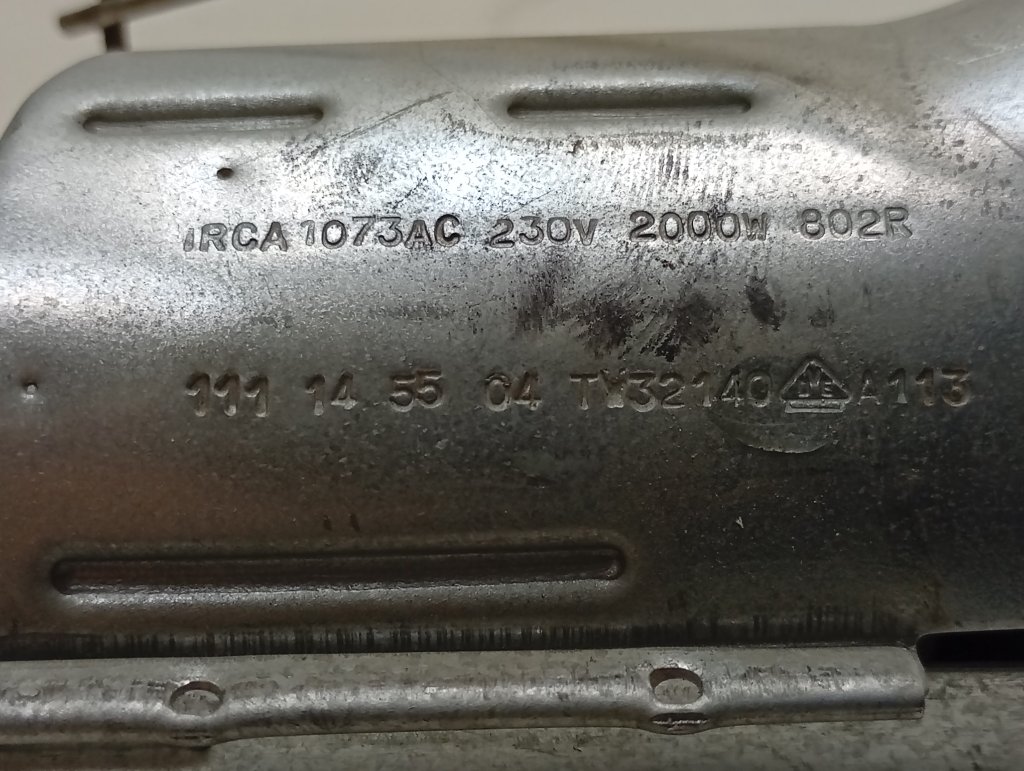 IRCA 1073AC 230V 2000W 802R
111 14 55 04 TY32140 A113